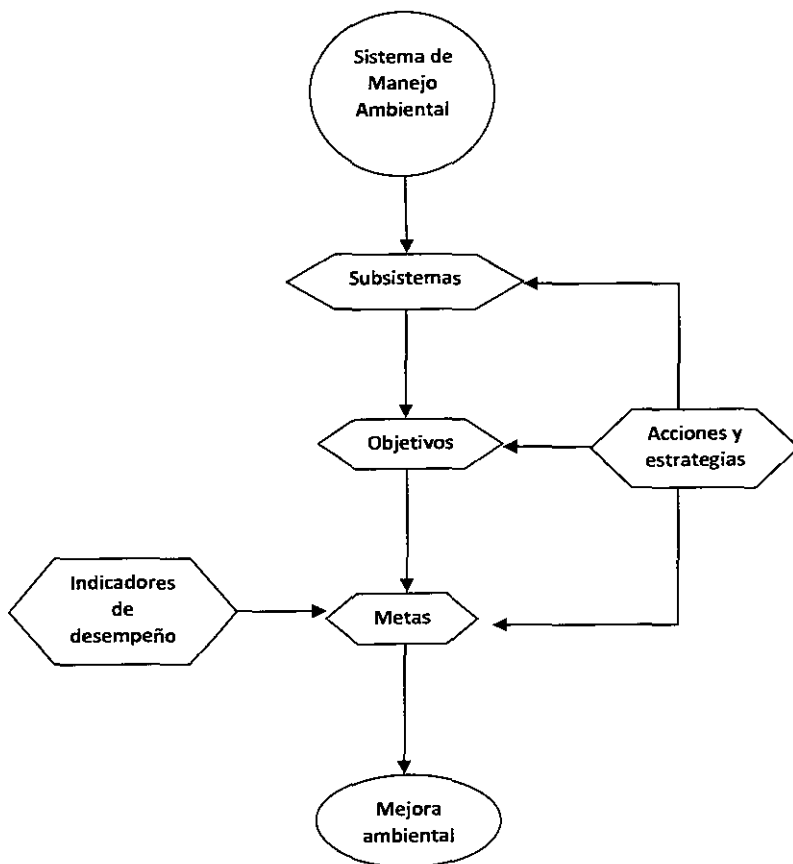 Sistema de
Manejo
Ambiental
Subsistemas
Objetivos
Acciones y
estrategias
Indicadores
de
desempeño
Metas
Mejora
ambiental